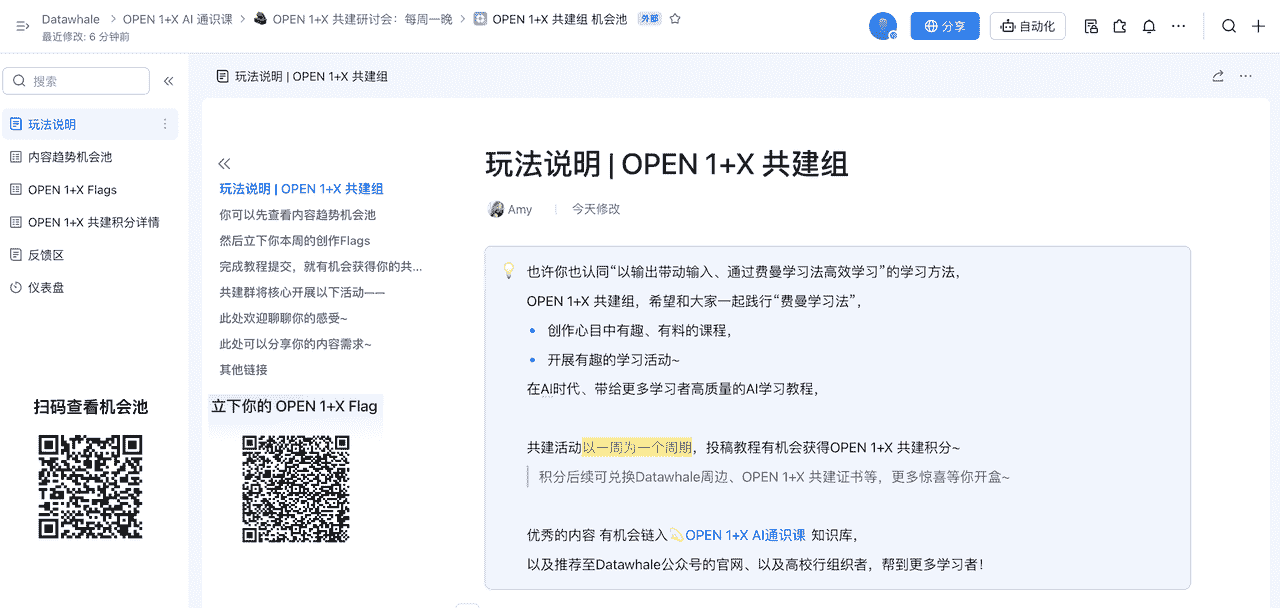 Datawhale > OPEN 1+X AI 通识课 > OPEN 1+X 共建研讨会：每周一晚 > OPEN 1+X 共建组 机会池 外部
最近修改: 6 分钟前
分享
自动化
搜索
玩法说明
内容趋势机会池
OPEN 1+X Flags
OPEN 1+X 共建积分详情
反馈区
仪表盘
扫码查看机会池
玩法说明 | OPEN 1+X 共建组
玩法说明 | OPEN 1+X 共建组
你可以先查看内容趋势机会池
然后立下你本周的创作Flags
完成教程提交，就有机会获得你的共...
共建群将核心开展以下活动——
此处欢迎聊聊你的感受~
此处可以分享你的内容需求~
其他链接
立下你的 OPEN 1+X Flag
玩法说明 | OPEN 1+X 共建组
Amy
今天修改
也许你也认同“以输出带动输入、通过费曼学习法高效学习”的学习方法，
OPEN 1+X 共建组，希望和大家一起践行“费曼学习法”，
创作心目中有趣、有料的课程，
开展有趣的学习活动~
在AI时代、带给更多学习者高质量的AI学习教程，
共建活动以一周为一个周期，投稿教程有机会获得OPEN 1+X 共建积分~
积分后续可兑换Datawhale周边、OPEN 1+X 共建证书等，更多惊喜等你开盒~
优秀的内容 有机会链入💫OPEN 1+X AI通识课 知识库，
以及推荐至Datawhale公众号的官网、以及高校行组织者，帮到更多学习者！